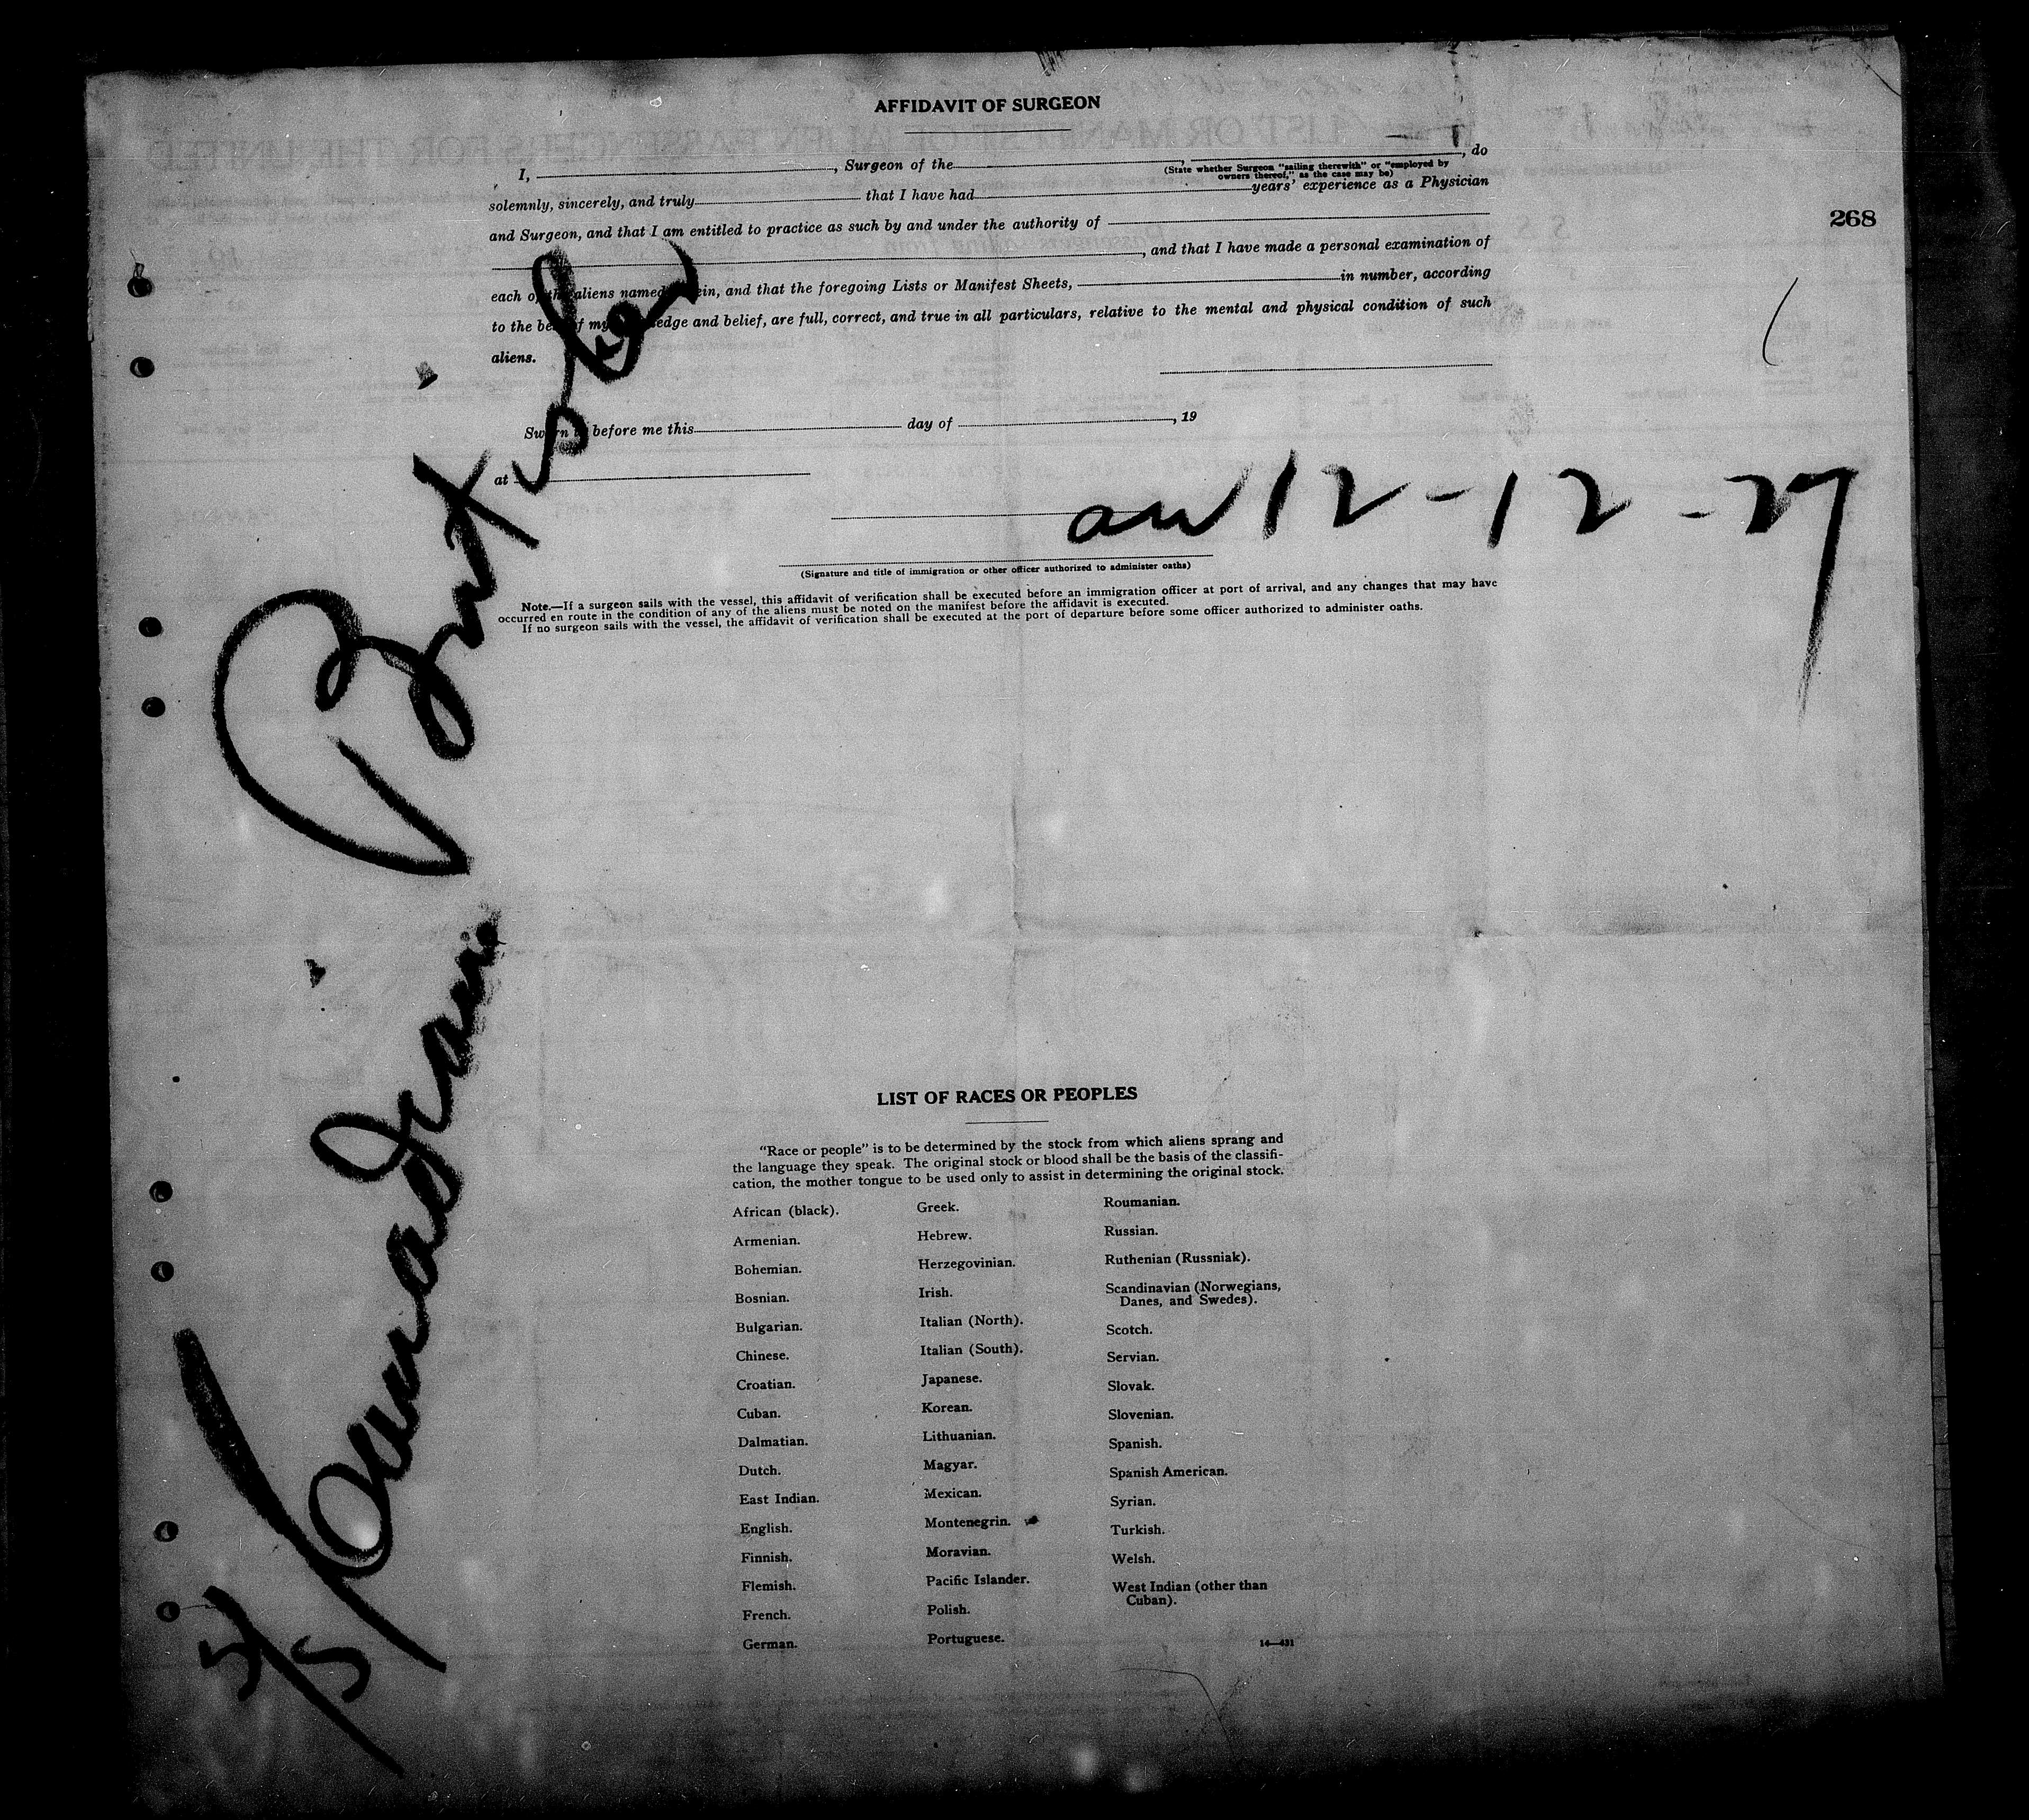 AFFIDAVIT OF SURGEON
I, , Surgeon of the , , do
(State whether Surgeon "sailing therewith" or "employed by
owners thereof," as the case may be)
solemnly, sincerely, and truly that I have had years' experience as a Physician
and Surgeon, and that I am entitled to practice as such by and under the authority of
, and that I have made a personal examination of
268
each of the aliens named ein, and that the foregoing Lists or Manifest Sheets, in number, according
to the be f my edge and belief, are full, correct, and true in all particulars, relative to the mental and physical condition of such
aliens.
Sworn before me this day of , 19
at
12-12-27
(Signature and title of immigration or other officer authorized to administer oaths)
Note.—If a surgeon sails with the vessel, this affidavit of verification shall be executed before an immigration officer at port of arrival, and any changes that may have
occurred en route in the condition of any of the aliens must be noted on the manifest before the affidavit is executed.
If no surgeon sails with the vessel, the affidavit of verification shall be executed at the port of departure before some officer authorized to administer oaths.
LIST OF RACES OR PEOPLES
"Race or people" is to be determined by the stock from which aliens sprang and
the language they speak. The original stock or blood shall be the basis of the classifi-
cation, the mother tongue to be used only to assist in determining the original stock.
African (black).
Armenian.
Bohemian.
Bosnian.
Bulgarian.
Chinese.
Croatian.
Cuban.
Dalmatian.
Dutch.
East Indian.
English.
Finnish.
Flemish.
French.
German.
Greek.
Hebrew.
Herzegovinian.
Irish.
Italian (North).
Italian (South).
Japanese.
Korean.
Lithuanian.
Magyar.
Mexican.
Montenegrin.
Moravian.
Pacific Islander.
Polish.
Portuguese.
Roumanian.
Russian.
Ruthenian (Russniak).
Scandinavian (Norwegians,
Danes, and Swedes).
Scotch.
Servian.
Slovak.
Slovenian.
Spanish.
Spanish American.
Syrian.
Turkish.
Welsh.
West Indian (other than
Cuban).
14—431